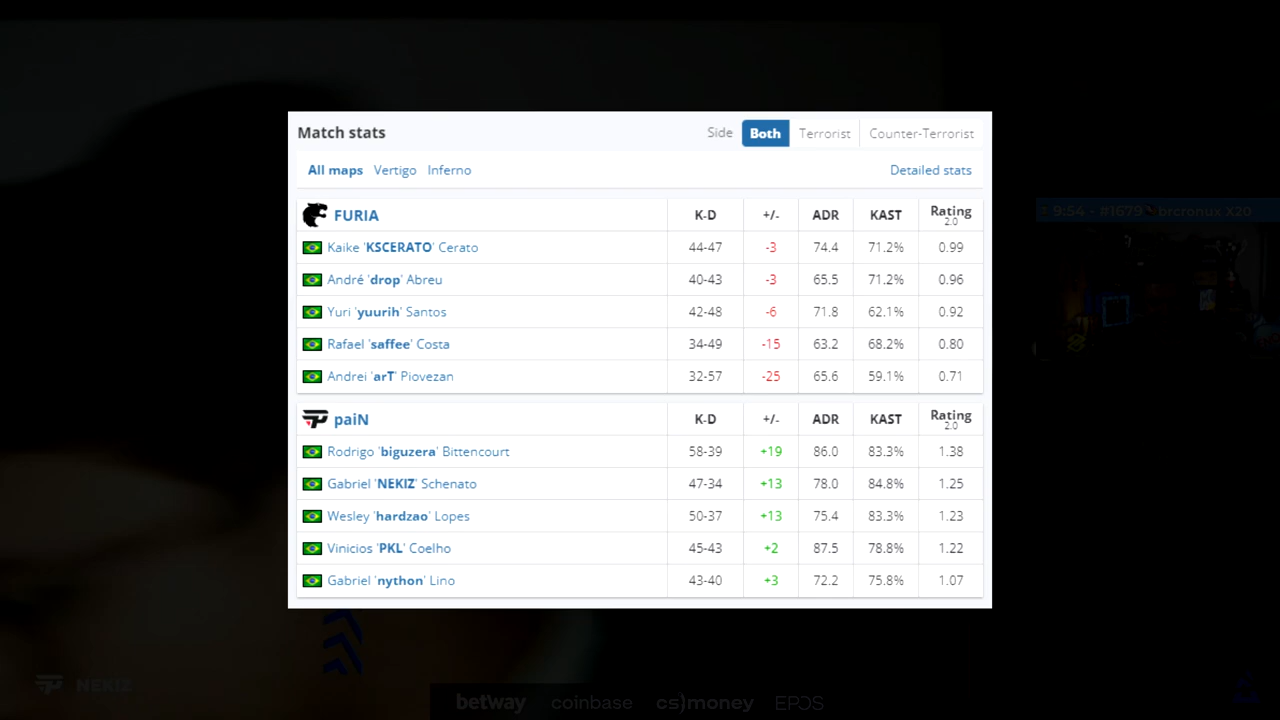 Match stats Side Both Terrorist Counter-Terrorist
All maps Vertigo Inferno Detailed stats
FURIA K-D +/- ADR KAST Rating 2.0
Kaike 'KSCERATO' Cerato 44-47 -3 74.4 71.2% 0.99
André 'drop' Abreu 40-43 -3 65.5 71.2% 0.96
Yuri 'yuurih' Santos 42-48 -6 71.8 62.1% 0.92
Rafael 'saffee' Costa 34-49 -15 63.2 68.2% 0.80
Andrei 'arT' Piovezan 32-57 -25 65.6 59.1% 0.71
paiN K-D +/- ADR KAST Rating 2.0
Rodrigo 'biguzera' Bittencourt 58-39 +19 86.0 83.3% 1.38
Gabriel 'NEKIZ' Schenato 47-34 +13 78.0 84.8% 1.25
Wesley 'hardzao' Lopes 50-37 +13 75.4 83.3% 1.23
Vinicios 'PKL' Coelho 45-43 +2 87.5 78.8% 1.22
Gabriel 'nython' Lino 43-40 +3 72.2 75.8% 1.07
9:54 - #1679 brcronux X20
NEKIZ
betway coinbase cs)money EPOS